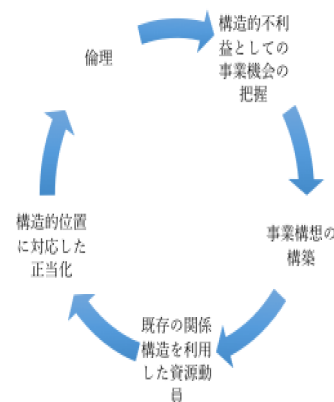 倫理
構造的不利
益としての
事業機会の
把握
事業構想の
構築
既存の関係
構造を利用
した資源動
員
構造的位置
に対応した
正当化